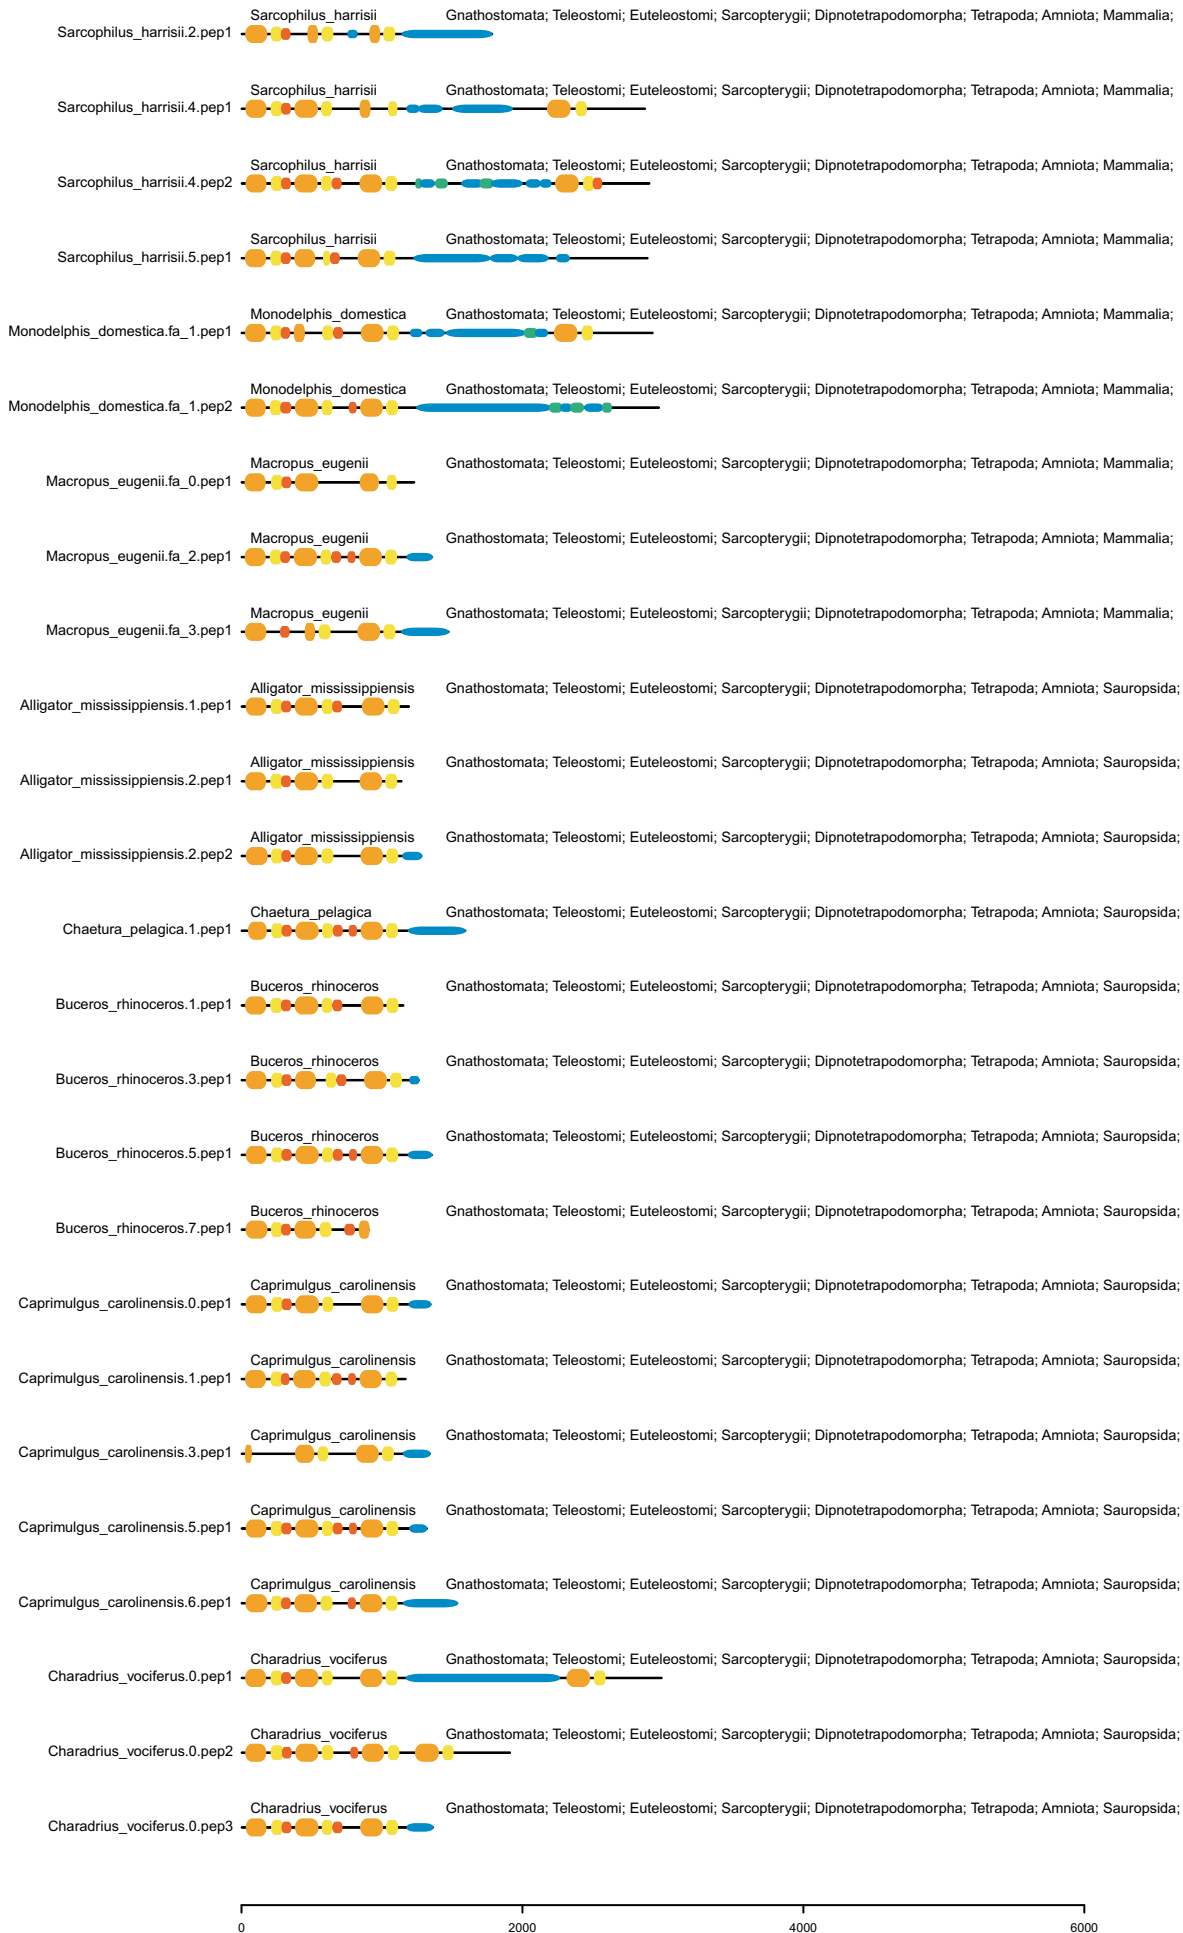 Sarcophilus_harrisii Gnathostomata; Teleostomi; Euteleostomi; Sarcopterygii; Dipnotetrapodomorpha; Tetrapoda; Amniota; Mammalia;
Sarcophilus_harrisii.2.pep1
Sarcophilus_harrisii Gnathostomata; Teleostomi; Euteleostomi; Sarcopterygii; Dipnotetrapodomorpha; Tetrapoda; Amniota; Mammalia;
Sarcophilus_harrisii.4.pep1
Sarcophilus_harrisii Gnathostomata; Teleostomi; Euteleostomi; Sarcopterygii; Dipnotetrapodomorpha; Tetrapoda; Amniota; Mammalia;
Sarcophilus_harrisii.4.pep2
Sarcophilus_harrisii Gnathostomata; Teleostomi; Euteleostomi; Sarcopterygii; Dipnotetrapodomorpha; Tetrapoda; Amniota; Mammalia;
Sarcophilus_harrisii.5.pep1
Monodelphis_domestica Gnathostomata; Teleostomi; Euteleostomi; Sarcopterygii; Dipnotetrapodomorpha; Tetrapoda; Amniota; Mammalia;
Monodelphis_domestica.fa_1.pep1
Monodelphis_domestica Gnathostomata; Teleostomi; Euteleostomi; Sarcopterygii; Dipnotetrapodomorpha; Tetrapoda; Amniota; Mammalia;
Monodelphis_domestica.fa_1.pep2
Macropus_eugenii Gnathostomata; Teleostomi; Euteleostomi; Sarcopterygii; Dipnotetrapodomorpha; Tetrapoda; Amniota; Mammalia;
Macropus_eugenii.fa_0.pep1
Macropus_eugenii Gnathostomata; Teleostomi; Euteleostomi; Sarcopterygii; Dipnotetrapodomorpha; Tetrapoda; Amniota; Mammalia;
Macropus_eugenii.fa_2.pep1
Macropus_eugenii Gnathostomata; Teleostomi; Euteleostomi; Sarcopterygii; Dipnotetrapodomorpha; Tetrapoda; Amniota; Mammalia;
Macropus_eugenii.fa_3.pep1
Alligator_mississippiensis Gnathostomata; Teleostomi; Euteleostomi; Sarcopterygii; Dipnotetrapodomorpha; Tetrapoda; Amniota; Sauropsida;
Alligator_mississippiensis.1.pep1
Alligator_mississippiensis Gnathostomata; Teleostomi; Euteleostomi; Sarcopterygii; Dipnotetrapodomorpha; Tetrapoda; Amniota; Sauropsida;
Alligator_mississippiensis.2.pep1
Alligator_mississippiensis Gnathostomata; Teleostomi; Euteleostomi; Sarcopterygii; Dipnotetrapodomorpha; Tetrapoda; Amniota; Sauropsida;
Alligator_mississippiensis.2.pep2
Chaetura_pelagica Gnathostomata; Teleostomi; Euteleostomi; Sarcopterygii; Dipnotetrapodomorpha; Tetrapoda; Amniota; Sauropsida;
Chaetura_pelagica.1.pep1
Buceros_rhinoceros Gnathostomata; Teleostomi; Euteleostomi; Sarcopterygii; Dipnotetrapodomorpha; Tetrapoda; Amniota; Sauropsida;
Buceros_rhinoceros.1.pep1
Buceros_rhinoceros Gnathostomata; Teleostomi; Euteleostomi; Sarcopterygii; Dipnotetrapodomorpha; Tetrapoda; Amniota; Sauropsida;
Buceros_rhinoceros.3.pep1
Buceros_rhinoceros Gnathostomata; Teleostomi; Euteleostomi; Sarcopterygii; Dipnotetrapodomorpha; Tetrapoda; Amniota; Sauropsida;
Buceros_rhinoceros.5.pep1
Buceros_rhinoceros Gnathostomata; Teleostomi; Euteleostomi; Sarcopterygii; Dipnotetrapodomorpha; Tetrapoda; Amniota; Sauropsida;
Buceros_rhinoceros.7.pep1
Caprimulgus_carolinensis Gnathostomata; Teleostomi; Euteleostomi; Sarcopterygii; Dipnotetrapodomorpha; Tetrapoda; Amniota; Sauropsida;
Caprimulgus_carolinensis.0.pep1
Caprimulgus_carolinensis Gnathostomata; Teleostomi; Euteleostomi; Sarcopterygii; Dipnotetrapodomorpha; Tetrapoda; Amniota; Sauropsida;
Caprimulgus_carolinensis.1.pep1
Caprimulgus_carolinensis Gnathostomata; Teleostomi; Euteleostomi; Sarcopterygii; Dipnotetrapodomorpha; Tetrapoda; Amniota; Sauropsida;
Caprimulgus_carolinensis.3.pep1
Caprimulgus_carolinensis Gnathostomata; Teleostomi; Euteleostomi; Sarcopterygii; Dipnotetrapodomorpha; Tetrapoda; Amniota; Sauropsida;
Caprimulgus_carolinensis.5.pep1
Caprimulgus_carolinensis Gnathostomata; Teleostomi; Euteleostomi; Sarcopterygii; Dipnotetrapodomorpha; Tetrapoda; Amniota; Sauropsida;
Caprimulgus_carolinensis.6.pep1
Charadrius_vociferus Gnathostomata; Teleostomi; Euteleostomi; Sarcopterygii; Dipnotetrapodomorpha; Tetrapoda; Amniota; Sauropsida;
Charadrius_vociferus.0.pep1
Charadrius_vociferus Gnathostomata; Teleostomi; Euteleostomi; Sarcopterygii; Dipnotetrapodomorpha; Tetrapoda; Amniota; Sauropsida;
Charadrius_vociferus.0.pep2
Charadrius_vociferus Gnathostomata; Teleostomi; Euteleostomi; Sarcopterygii; Dipnotetrapodomorpha; Tetrapoda; Amniota; Sauropsida;
Charadrius_vociferus.0.pep3
0 2000 4000 6000